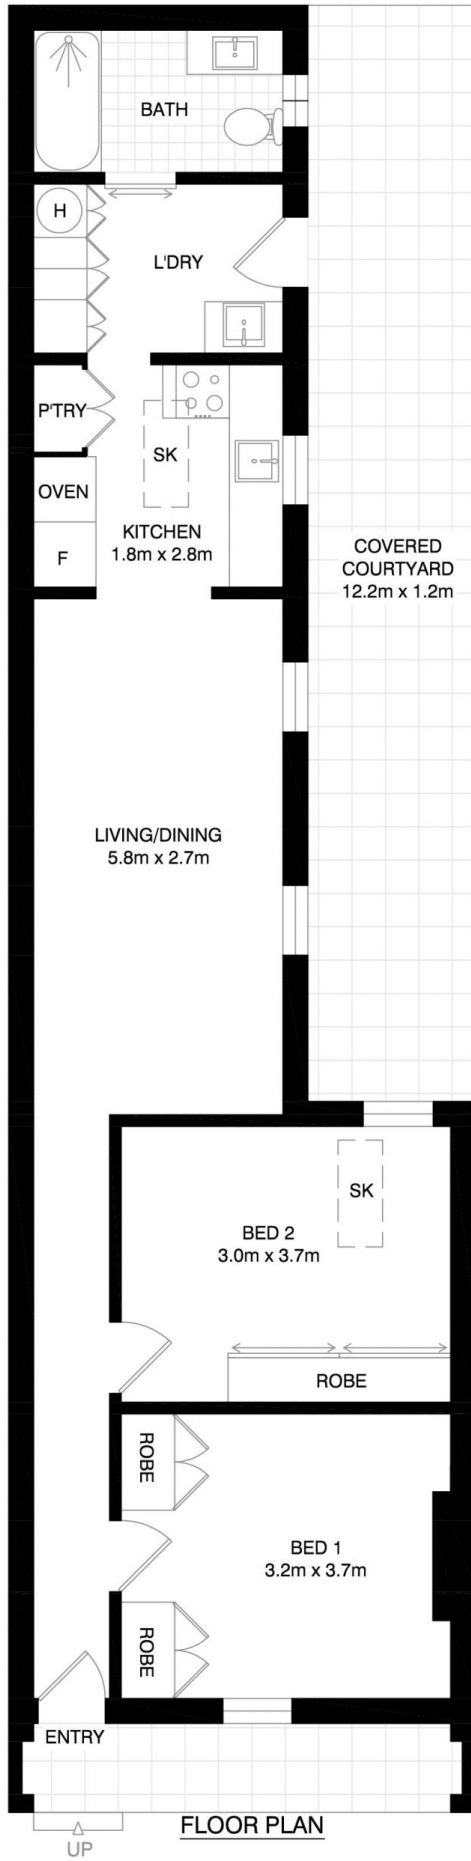 BATH
H
L'DRY
P'TRY
SK
OVEN
F
KITCHEN
1.8m x 2.8m
COVERED
COURTYARD
12.2m x 1.2m
LIVING/DINING
5.8m x 2.7m
SK
BED 2
3.0m x 3.7m
ROBE
ROBE
BED 1
3.2m x 3.7m
ROBE
ENTRY
UP
FLOOR PLAN